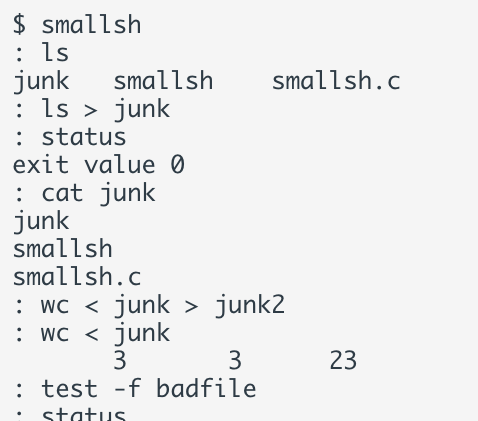 $ smallsh
: ls
junk   smallsh    smallsh.c
: ls > junk
: status
exit value 0
: cat junk
junk
smallsh
smallsh.c
: wc < junk > junk2
: wc < junk
       3       3      23
: test -f badfile
: status